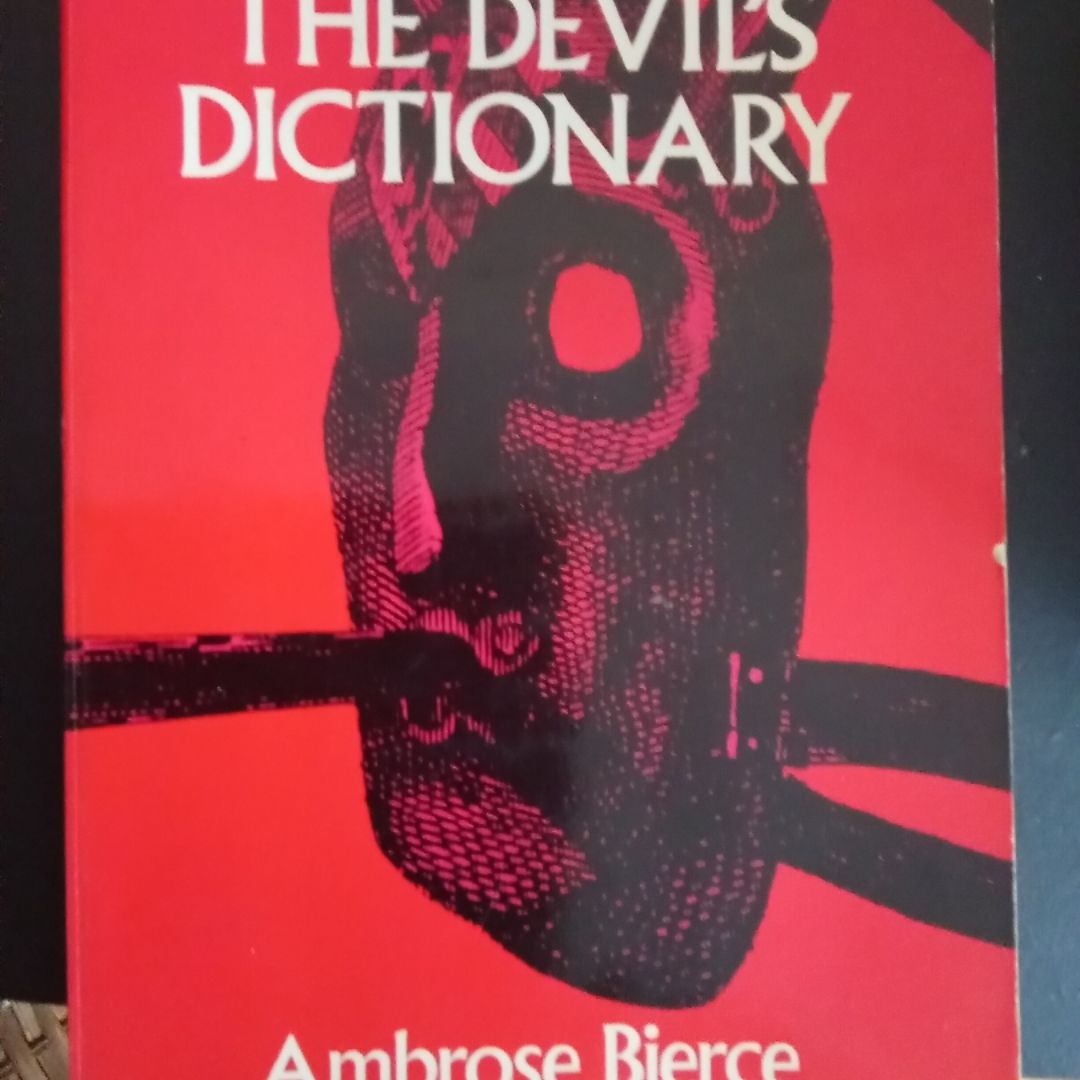 THE DEVIL'S
DICTIONARY
Ambrose Bierce